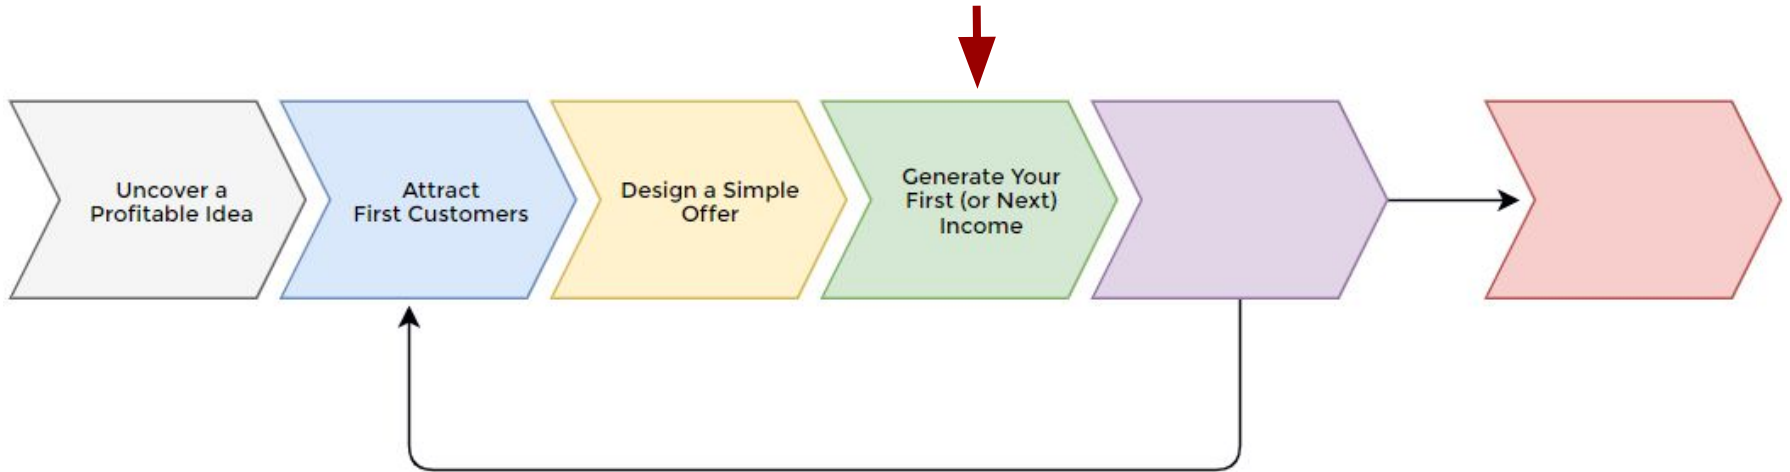 Uncover a
Profitable Idea
Attract
First Customers
Design a Simple
Offer
Generate Your
First (or Next)
Income